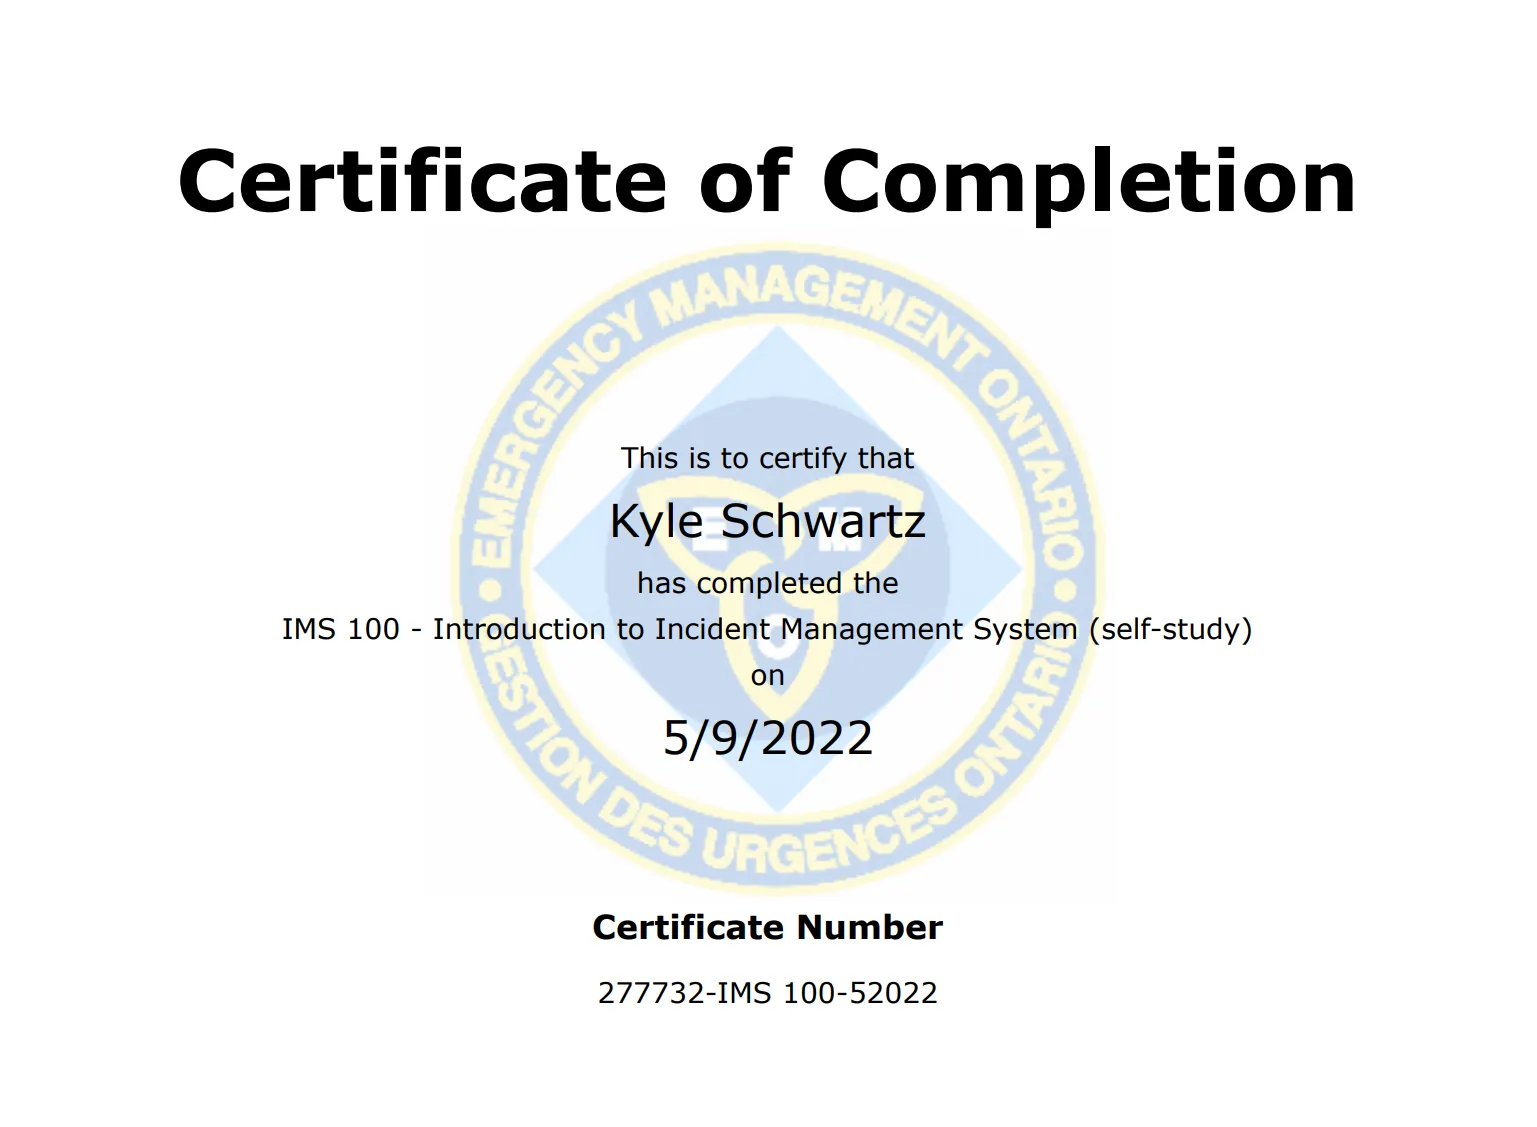 Certificate of Completion
EMERGENCY MANAGEMENT ONTARIO
This is to certify that
Kyle Schwartz
E M
has completed the
IMS 100 - Introduction to Incident Management System (self-study)
O
on
5/9/2022
GESTION DES URGENCES ONTARIO
Certificate Number
277732-IMS 100-52022